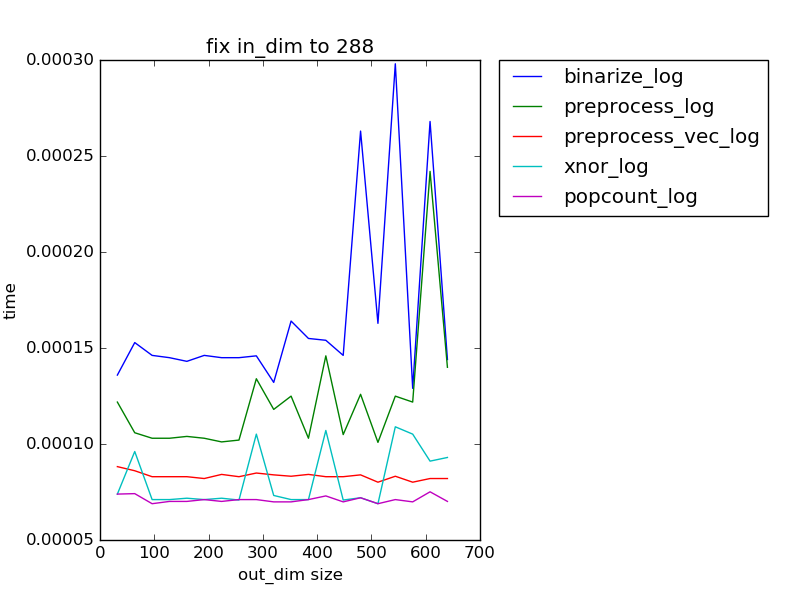 fix in_dim to 288
0.00030
0.00025
0.00020
0.00015
0.00010
0.00005
time
0 100 200 300 400 500 600 700
out_dim size
binarize_log
preprocess_log
preprocess_vec_log
xnor_log
popcount_log